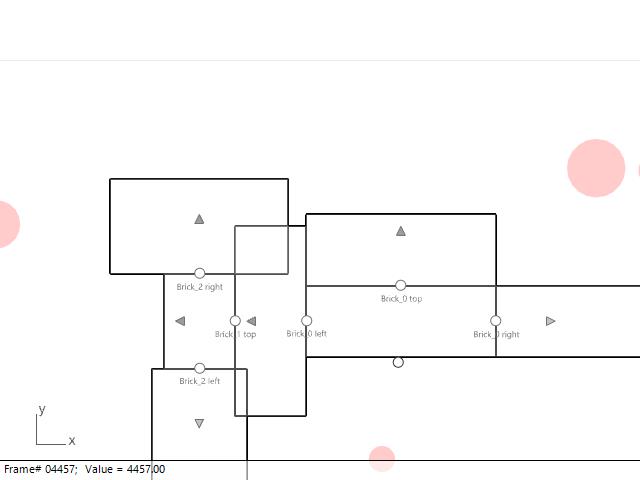 Brick_2 right
Brick_0 top
Brick_1 top
Brick_0 left
Brick_0 right
Brick_2 left
y
x
Frame# 04457; Value = 4457.00